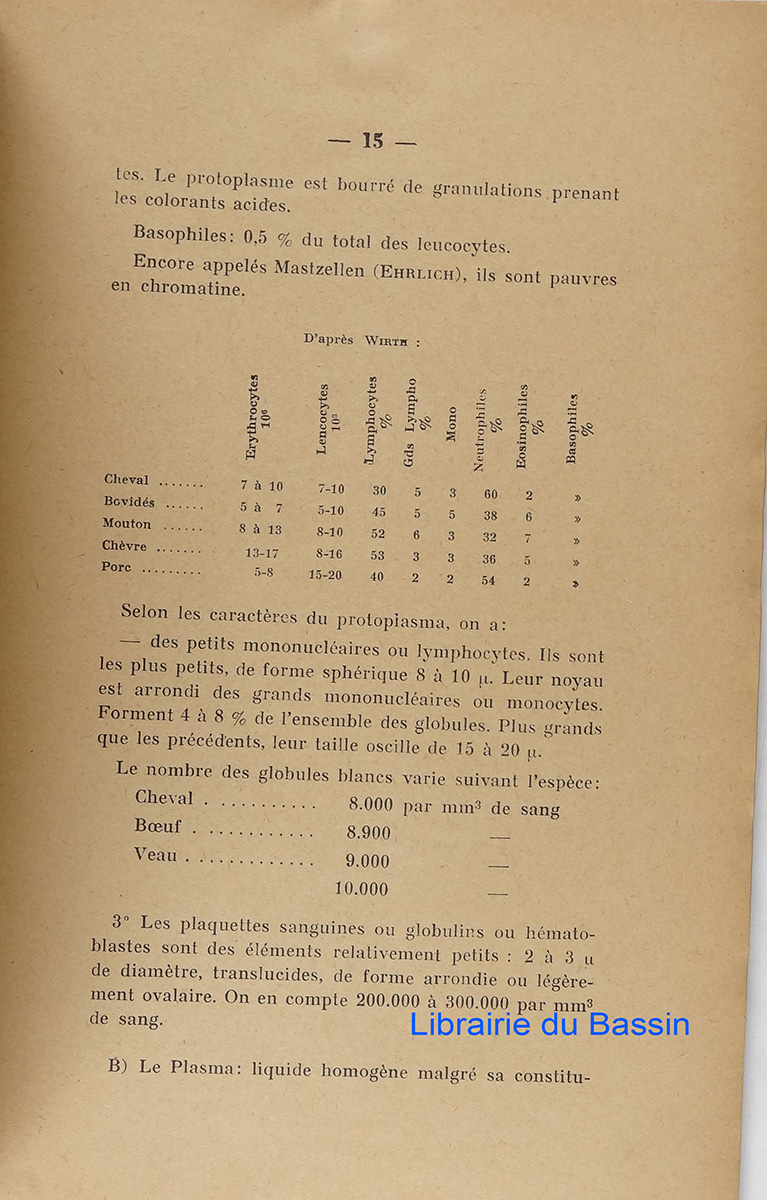 — 15 —
tes. Le protoplasme est bourré de granulations prenant
les colorants acides.
Basophiles: 0,5 % du total des leucocytes.
Encore appelés Mastzellen (EHRLICH), ils sont pauvres
en chromatine.
D'après WIRTH :
Erythrocytes 10⁶ Leucocytes 10³ Lymphocytes % Gds Lympho % Mono Neutrophiles % Eosinophiles % Basophiles %
Cheval ....... 7 à 10 7-10 30 5 3 60 2 »
Bovidés ...... 5 à 7 5-10 45 5 5 38 6 »
Mouton ...... 8 à 13 8-10 52 6 3 32 7 »
Chèvre ....... 13-17 8-16 53 3 3 36 5 »
Porc ......... 5-8 15-20 40 2 2 54 2 »
Selon les caractères du protoplasma, on a:
— des petits mononucléaires ou lymphocytes. Ils sont
les plus petits, de forme sphérique 8 à 10 µ. Leur noyau
est arrondi des grands mononucléaires ou monocytes.
Forment 4 à 8 % de l'ensemble des globules. Plus grands
que les précédents, leur taille oscille de 15 à 20 µ.
Le nombre des globules blancs varie suivant l'espèce:
Cheval . .......... 8.000 par mm³ de sang
Bœuf . ........... 8.900 —
Veau ............. 9.000 —
10.000 —
3° Les plaquettes sanguines ou globulins ou hémato-
blastes sont des éléments relativement petits : 2 à 3 u
de diamètre, translucides, de forme arrondie ou légère-
ment ovalaire. On en compte 200.000 à 300.000 par mm³
de sang.
Librairie du Bassin
B) Le Plasma: liquide homogène malgré sa constitu-